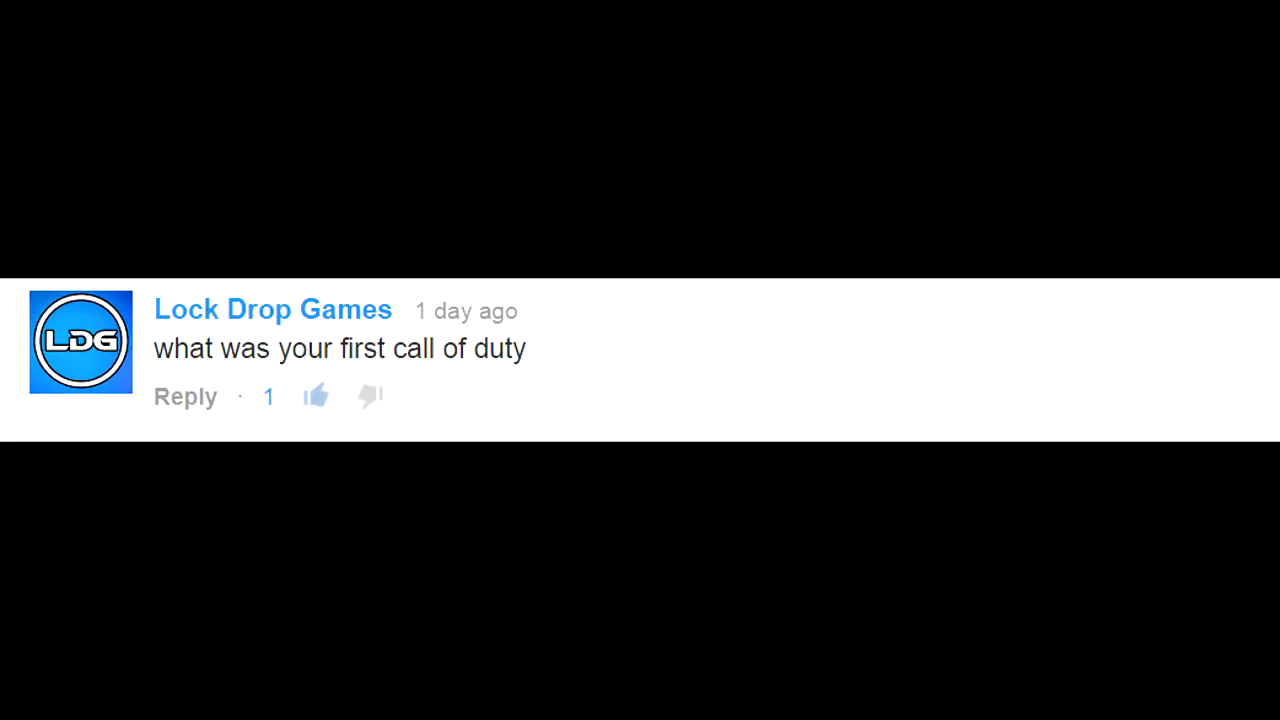 LDG
Lock Drop Games 1 day ago
what was your first call of duty
Reply · 1